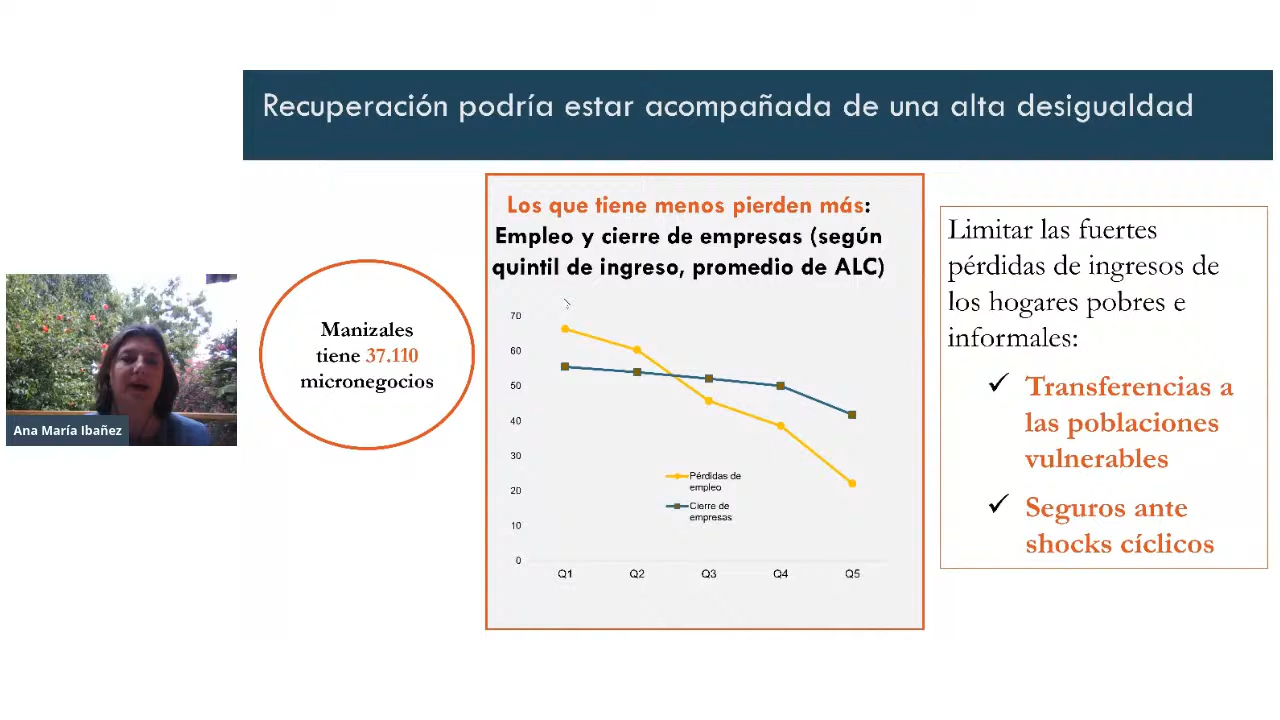 Recuperación podría estar acompañada de una alta desigualdad
Ana María Ibañez
Manizales
tiene 37.110
micronegocios
Los que tiene menos pierden más:
Empleo y cierre de empresas (según
quintil de ingreso, promedio de ALC)
70
60
50
40
30
20
10
0
Pérdidas de
empleo
Cierre de
empresas
Q1 Q2 Q3 Q4 Q5
Limitar las fuertes
pérdidas de ingresos de
los hogares pobres e
informales:
✓ Transferencias a
las poblaciones
vulnerables
✓ Seguros ante
shocks cíclicos